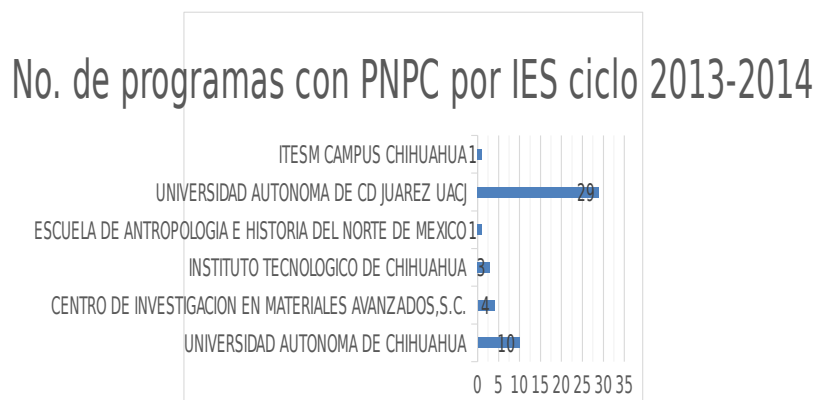 No. de programas con PNPC por IES ciclo 2013-2014
ITESM CAMPUS CHIHUAHUA 1
UNIVERSIDAD AUTONOMA DE CD JUAREZ UACJ 29
ESCUELA DE ANTROPOLOGIA E HISTORIA DEL NORTE DE MEXICO 1
INSTITUTO TECNOLOGICO DE CHIHUAHUA 3
CENTRO DE INVESTIGACION EN MATERIALES AVANZADOS,S.C. 4
UNIVERSIDAD AUTONOMA DE CHIHUAHUA 10
0 5 10 15 20 25 30 35